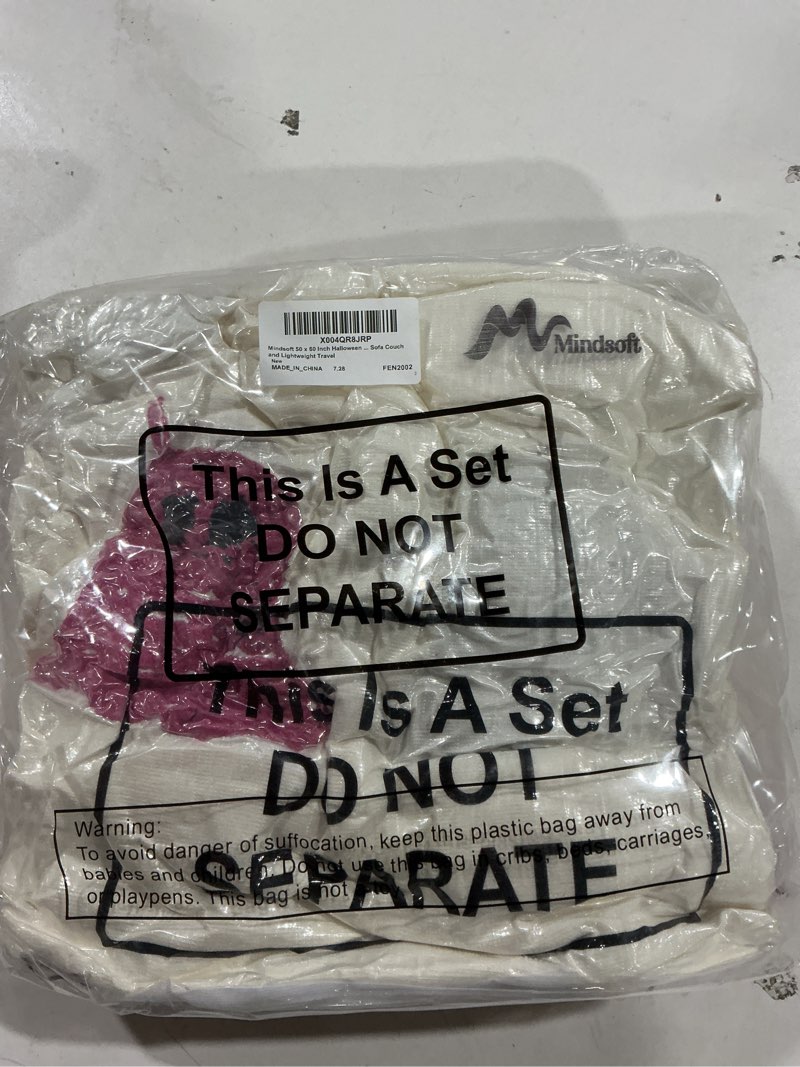 X004QR8JRP
Mindsoft 50 x 60 Inch Halloween ... Sofa Couch
and Lightweight Travel
New
MADE_IN_CHINA 7.28 FEN2002
Mindsoft
This Is A Set
DO NOT
SEPARATE
This Is A Set
DO NOT
SEPARATE
Warning:
To avoid danger of suffocation, keep this plastic bag away from
babies and children. Do not use this bag in cribs, beds, carriages,
or playpens. This bag is not a toy.